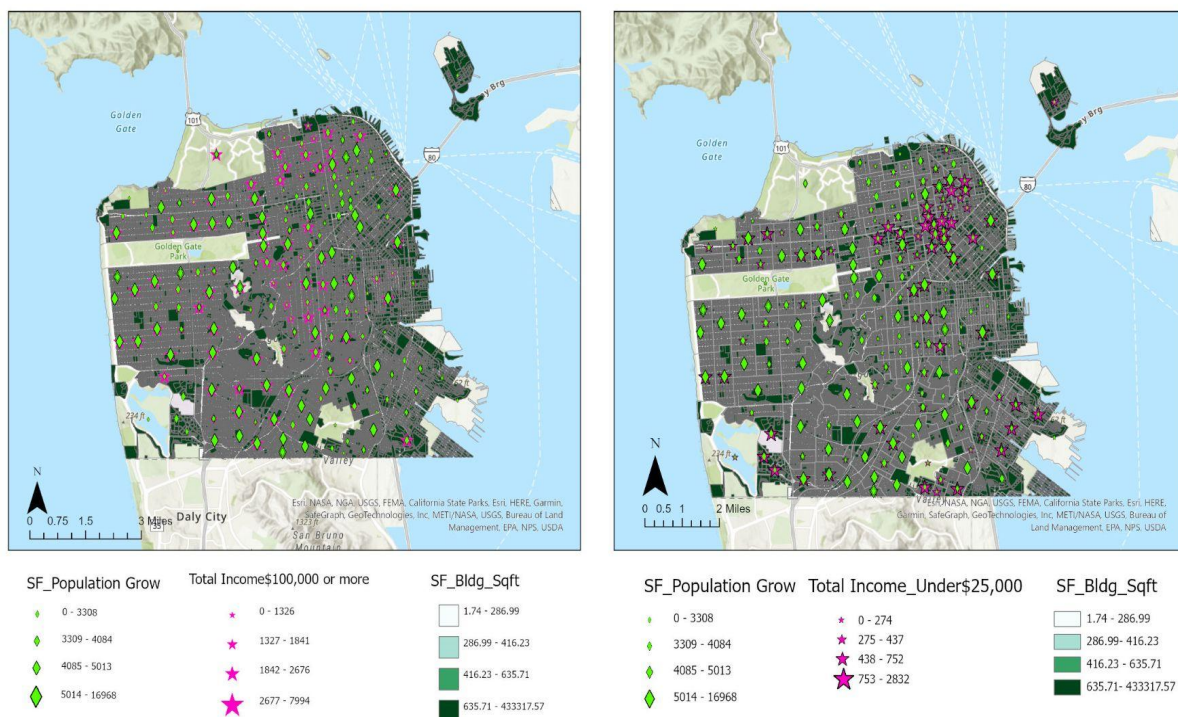 Golden
Gate
101
y Brg
80
Golden Gate
Park
234 ft
N
Valley
0 0.75 1.5 3 Miles
Daly City
35
1323 ft
San Bruno
Mountain
Esri, NASA, NGA, USGS, FEMA, California State Parks, Esri, HERE, Garmin,
SafeGraph, GeoTechnologies, Inc, METI/NASA, USGS, Bureau of Land
Management, EPA, NPS, USDA
SF_Population Grow
0 - 3308
3309 - 4084
4085 - 5013
5014 - 16968
Total Income$100,000 or more
0 - 1326
1327 - 1841
1842 - 2676
2677 - 7994
SF_Bldg_Sqft
1.74 - 286.99
286.99 - 416.23
416.23 - 635.71
635.71 - 433317.57
Golden
Gate
101
y Brg
80
Golden Gate
Park
234 ft
N
Valley
0 0.5 1 2 Miles
Esri, NASA, NGA, USGS, FEMA, California State Parks, Esri, HERE,
Garmin, SafeGraph, GeoTechnologies, Inc, METI/NASA, USGS, Bureau of
Land Management, EPA, NPS, USDA
SF_Population Grow
0 - 3308
3309 - 4084
4085 - 5013
5014 - 16968
Total Income_Under$25,000
0 - 274
275 - 437
438 - 752
753 - 2832
SF_Bldg_Sqft
1.74 - 286.99
286.99- 416.23
416.23 - 635.71
635.71- 433317.57